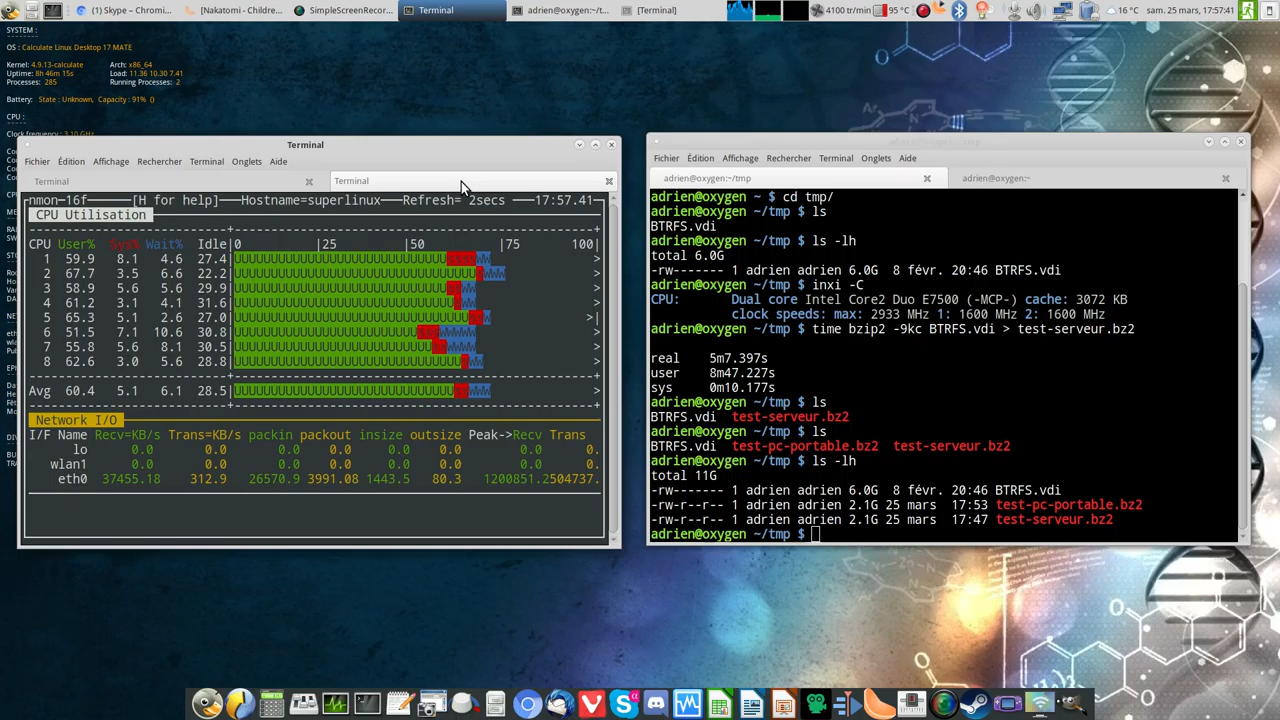 (1) Skype – Chromi...
[Nakatomi - Childre...
SimpleScreenRecor...
Terminal
adrien@oxygen:~/t...
[Terminal]
4100 tr/min
95 °C
16 °C
sam. 25 mars, 17:57:41
SYSTEM :
OS : Calculate Linux Desktop 17 MATE
Kernel: 4.9.13-calculate Arch: x86_64
Uptime: 8h 46m 15s Load: 11.36 10.30 7.41
Processes: 285 Running Processes: 2
Battery: State : Unknown, Capacity : 91% ()
CPU :
Clock frequency : 3.10 GHz
Terminal
Fichier Édition Affichage Rechercher Terminal Onglets Aide
Terminal Terminal
nmon─16f [H for help] Hostname=superlinux Refresh= 2secs 17:57.41
CPU Utilisation
CPU User% Sys% Wait% Idle|0 |25 |50 |75 100|
1 59.9 8.1 4.6 27.4|UUUUUUUUUUUUUUUUUUUUUUUUUUUUUssssWW >
2 67.7 3.5 6.6 22.2|UUUUUUUUUUUUUUUUUUUUUUUUUUUUUUUUUsWWW >
3 58.9 5.6 5.6 29.9|UUUUUUUUUUUUUUUUUUUUUUUUUUUUUssWW >
4 61.2 3.1 4.1 31.6|UUUUUUUUUUUUUUUUUUUUUUUUUUUUUUsWW >
5 65.3 5.1 2.6 27.0|UUUUUUUUUUUUUUUUUUUUUUUUUUUUUUUUssW >|
6 51.5 7.1 10.6 30.8|UUUUUUUUUUUUUUUUUUUUUUUUUsssWWWWW >
7 55.8 5.6 8.1 30.5|UUUUUUUUUUUUUUUUUUUUUUUUUUUssWWWW >
8 62.6 3.0 5.6 28.8|UUUUUUUUUUUUUUUUUUUUUUUUUUUUUUUsWW >
Avg 60.4 5.1 6.1 28.5|UUUUUUUUUUUUUUUUUUUUUUUUUUUUUUssWWW >
Network I/O
I/F Name Recv=KB/s Trans=KB/s packin packout insize outsize Peak->Recv Trans
lo 0.0 0.0 0.0 0.0 0.0 0.0 0.0 0.
wlan1 0.0 0.0 0.0 0.0 0.0 0.0 0.0 0.
eth0 37455.18 312.9 26570.9 3991.08 1443.5 80.3 1200851.2504737.
Fichier Édition Affichage Rechercher Terminal Onglets Aide
adrien@oxygen:~/tmp adrien@oxygen:~
adrien@oxygen ~ $ cd tmp/
adrien@oxygen ~/tmp $ ls
BTRFS.vdi
adrien@oxygen ~/tmp $ ls -lh
total 6.0G
-rw------- 1 adrien adrien 6.0G 8 févr. 20:46 BTRFS.vdi
adrien@oxygen ~/tmp $ inxi -C
CPU: Dual core Intel Core2 Duo E7500 (-MCP-) cache: 3072 KB
clock speeds: max: 2933 MHz 1: 1600 MHz 2: 1600 MHz
adrien@oxygen ~/tmp $ time bzip2 -9kc BTRFS.vdi > test-serveur.bz2
real 5m7.397s
user 8m47.227s
sys 0m10.177s
adrien@oxygen ~/tmp $ ls
BTRFS.vdi test-serveur.bz2
adrien@oxygen ~/tmp $ ls
BTRFS.vdi test-pc-portable.bz2 test-serveur.bz2
adrien@oxygen ~/tmp $ ls -lh
total 11G
-rw------- 1 adrien adrien 6.0G 8 févr. 20:46 BTRFS.vdi
-rw-r--r-- 1 adrien adrien 2.1G 25 mars 17:53 test-pc-portable.bz2
-rw-r--r-- 1 adrien adrien 2.1G 25 mars 17:47 test-serveur.bz2
adrien@oxygen ~/tmp $